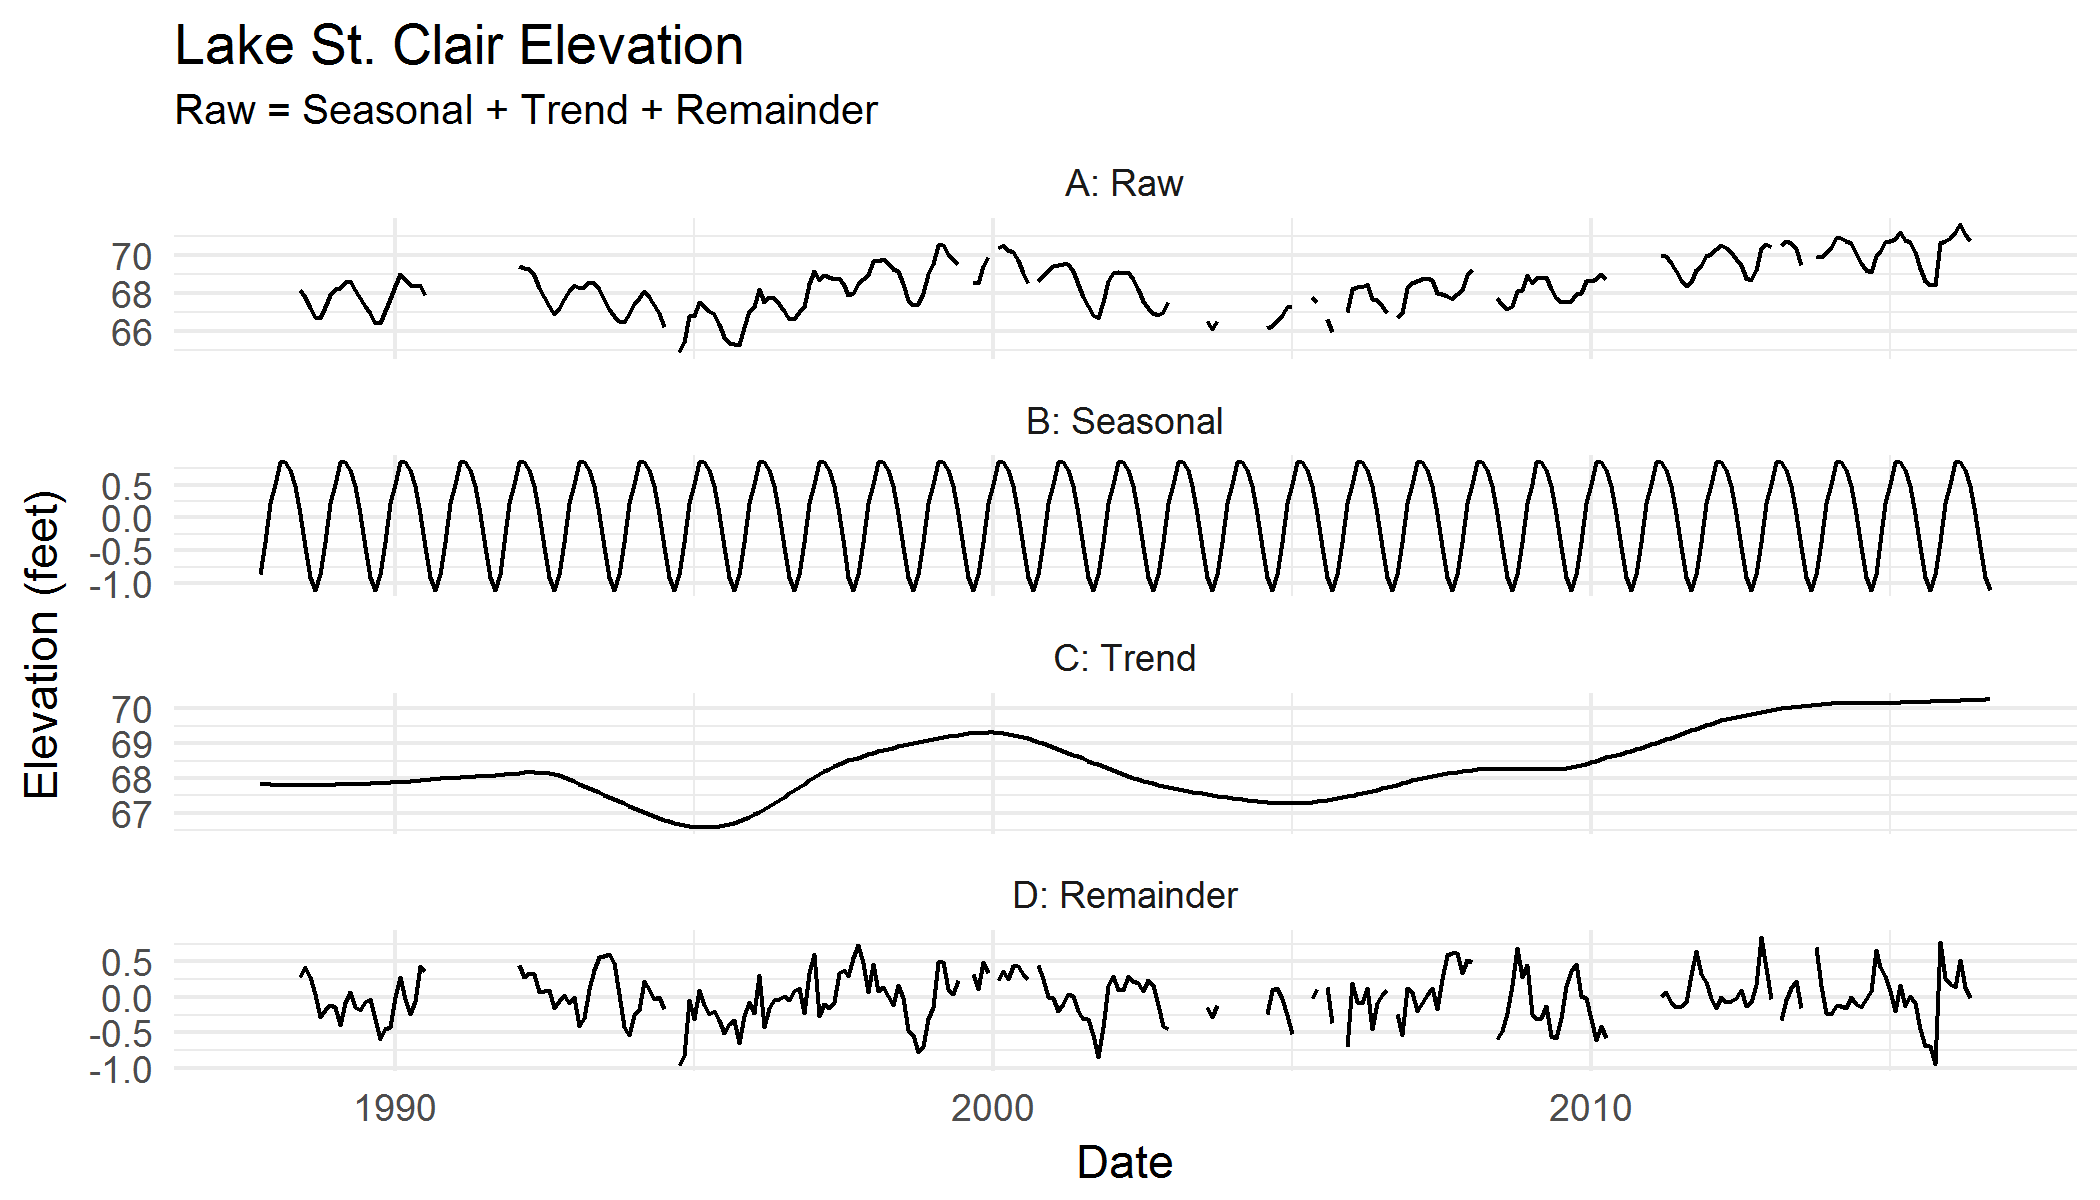 Lake St. Clair Elevation
Raw = Seasonal + Trend + Remainder
A: Raw
70
68
66
B: Seasonal
0.5
0.0
-0.5
-1.0
C: Trend
70
69
68
67
D: Remainder
0.5
0.0
-0.5
-1.0
Elevation (feet)
1990 2000 2010
Date